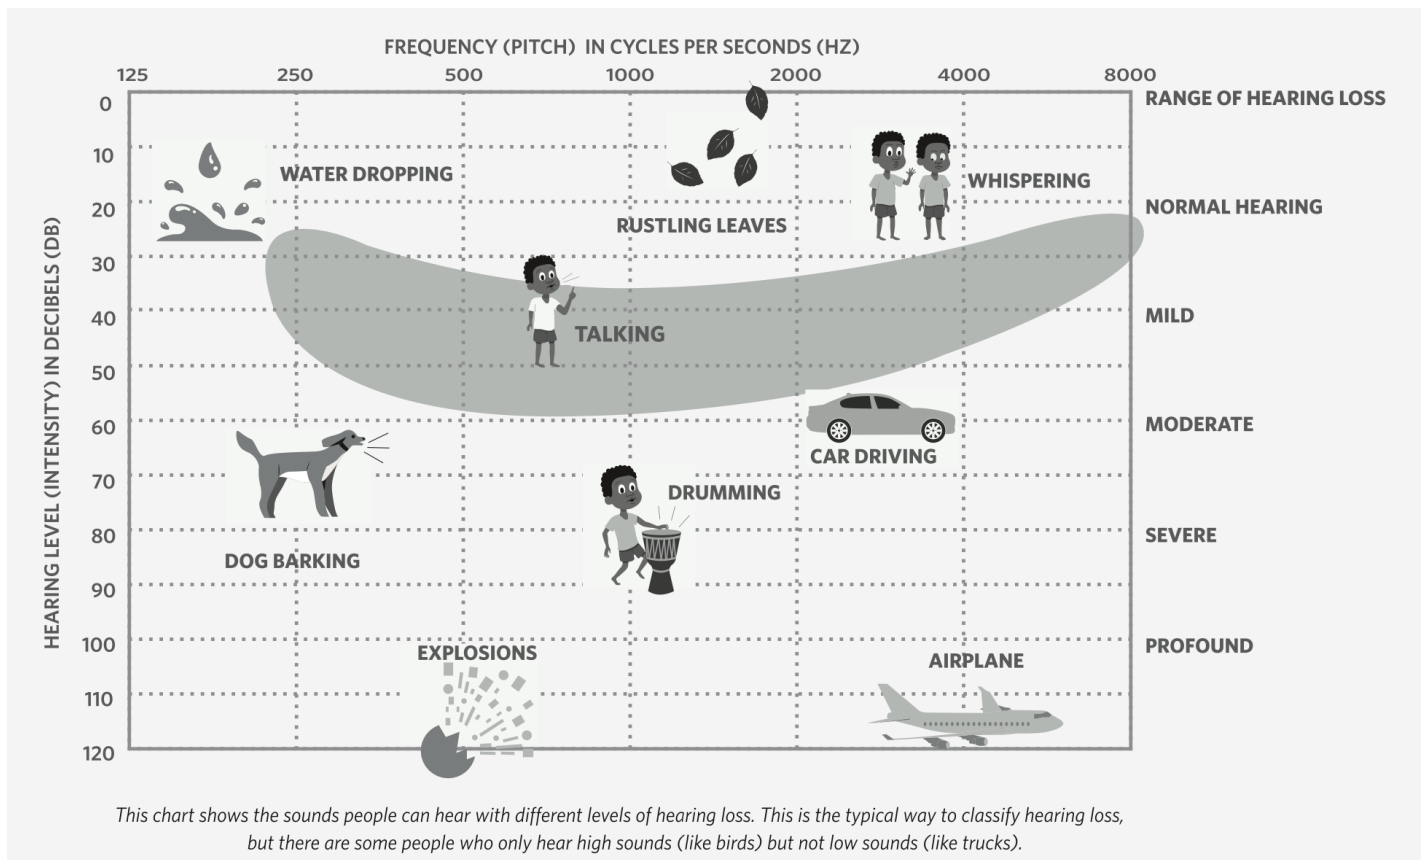 FREQUENCY (PITCH) IN CYCLES PER SECONDS (HZ)
125 250 500 1000 2000 4000 8000
HEARING LEVEL (INTENSITY) IN DECIBELS (DB)
0
10
20
30
40
50
60
70
80
90
100
110
120
RANGE OF HEARING LOSS
NORMAL HEARING
MILD
MODERATE
SEVERE
PROFOUND
WATER DROPPING
RUSTLING LEAVES
WHISPERING
TALKING
CAR DRIVING
DOG BARKING
DRUMMING
EXPLOSIONS
AIRPLANE
This chart shows the sounds people can hear with different levels of hearing loss. This is the typical way to classify hearing loss,
but there are some people who only hear high sounds (like birds) but not low sounds (like trucks).